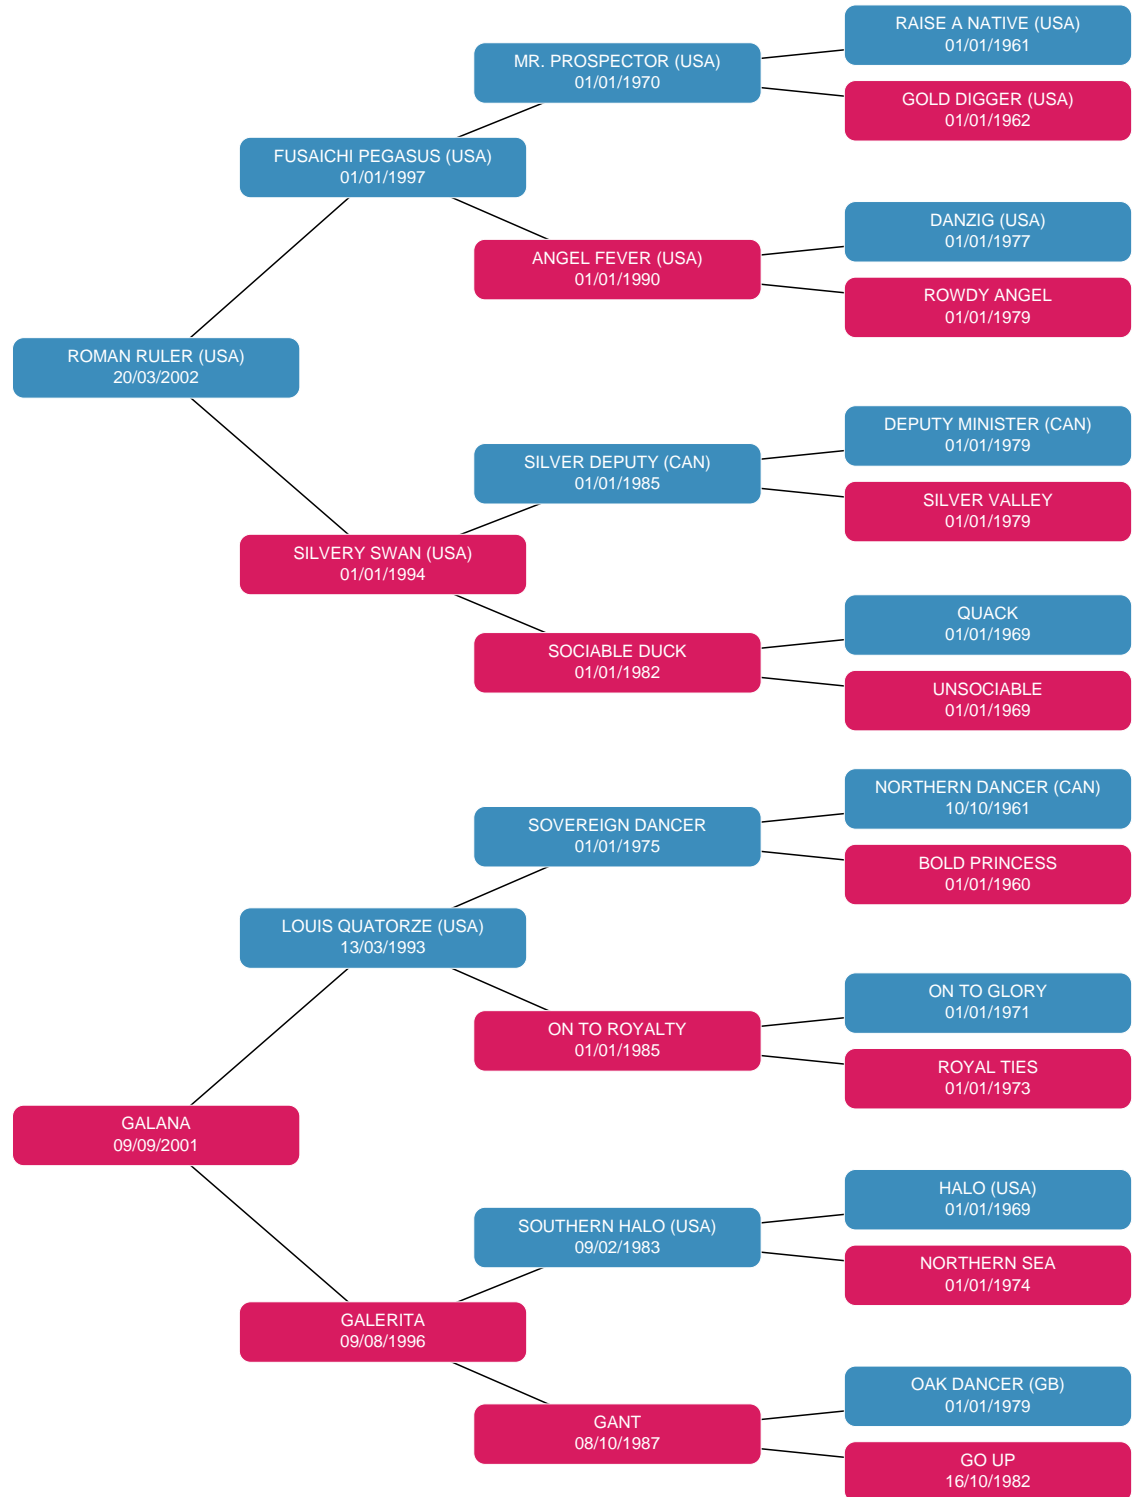 RAISE A NATIVE (USA)
01/01/1961
MR. PROSPECTOR (USA)
01/01/1970
GOLD DIGGER (USA)
01/01/1962
FUSAICHI PEGASUS (USA)
01/01/1997
DANZIG (USA)
01/01/1977
ANGEL FEVER (USA)
01/01/1990
ROWDY ANGEL
01/01/1979
ROMAN RULER (USA)
20/03/2002
DEPUTY MINISTER (CAN)
01/01/1979
SILVER DEPUTY (CAN)
01/01/1985
SILVER VALLEY
01/01/1979
SILVERY SWAN (USA)
01/01/1994
QUACK
01/01/1969
SOCIABLE DUCK
01/01/1982
UNSOCIABLE
01/01/1969
NORTHERN DANCER (CAN)
10/10/1961
SOVEREIGN DANCER
01/01/1975
BOLD PRINCESS
01/01/1960
LOUIS QUATORZE (USA)
13/03/1993
ON TO GLORY
01/01/1971
ON TO ROYALTY
01/01/1985
ROYAL TIES
01/01/1973
GALANA
09/09/2001
HALO (USA)
01/01/1969
SOUTHERN HALO (USA)
09/02/1983
NORTHERN SEA
01/01/1974
GALERITA
09/08/1996
OAK DANCER (GB)
01/01/1979
GANT
08/10/1987
GO UP
16/10/1982